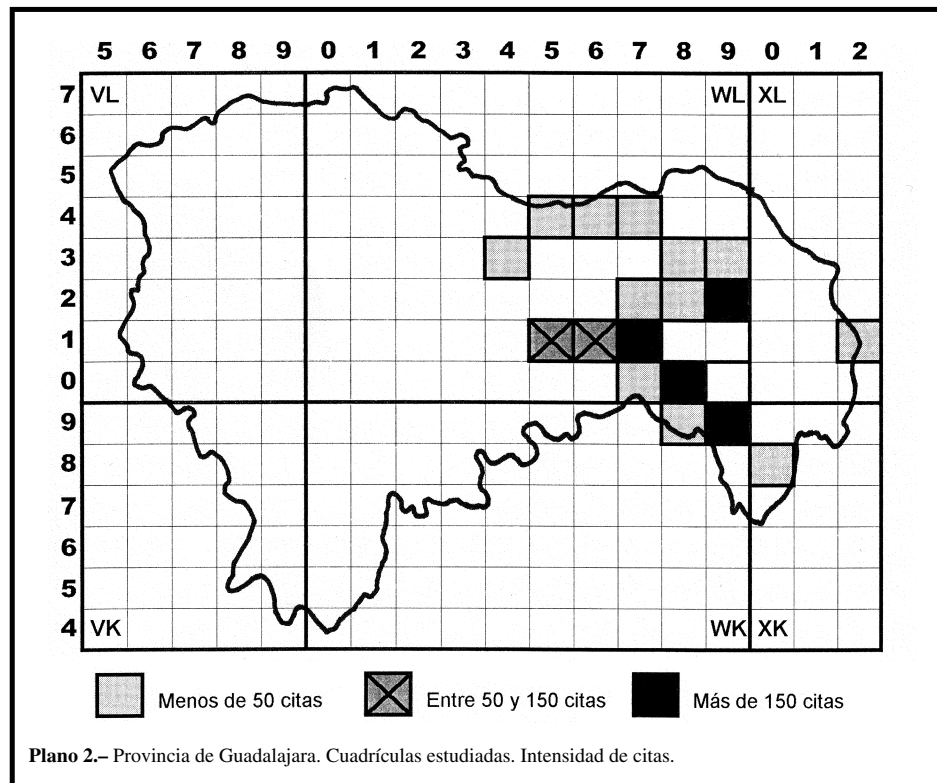 5 6 7 8 9 0 1 2 3 4 5 6 7 8 9 0 1 2
7 VL WL XL
6
5
4
3
2
1
0
9
8
7
6
5
4 VK WK XK
Menos de 50 citas Entre 50 y 150 citas Más de 150 citas
Plano 2.– Provincia de Guadalajara. Cuadrículas estudiadas. Intensidad de citas.